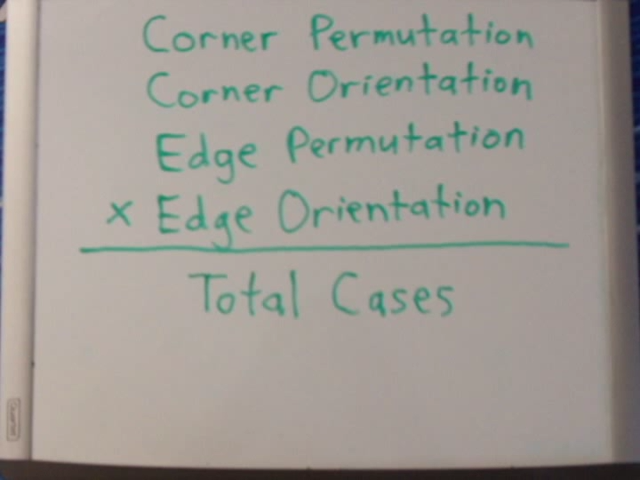 Corner Permutation
Corner Orientation
Edge Permutation
x Edge Orientation
Total Cases